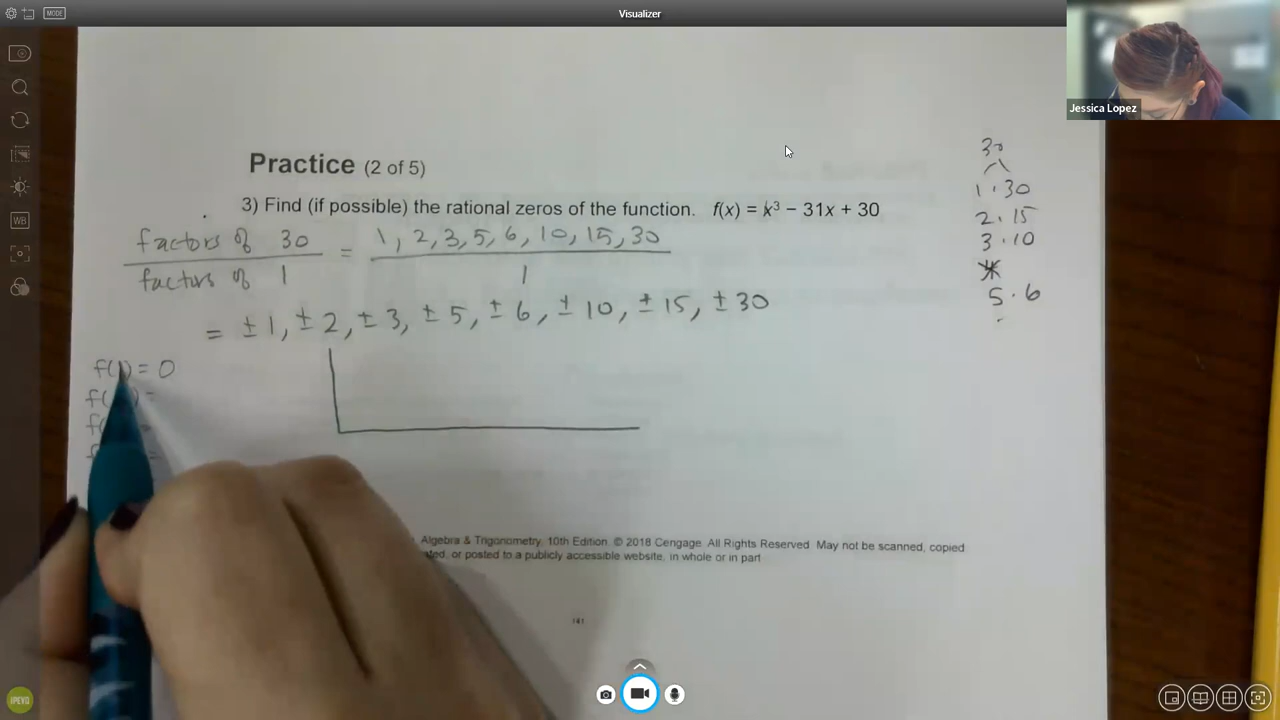 MODE
Visualizer
Jessica Lopez
WB
Practice (2 of 5)
3) Find (if possible) the rational zeros of the function. f(x) = x³ − 31x + 30
factors of 30 = 1, 2, 3, 5, 6, 10, 15, 30
factors of 1 1
= ± 1, ± 2, ± 3, ± 5, ± 6, ± 10, ± 15, ± 30
30
1 · 30
2 · 15
3 · 10
5 · 6
f(1) = 0
f(
f(
Algebra & Trigonometry, 10th Edition. © 2018 Cengage. All Rights Reserved. May not be scanned, copied
or posted to a publicly accessible website, in whole or in part
141
IPEVO